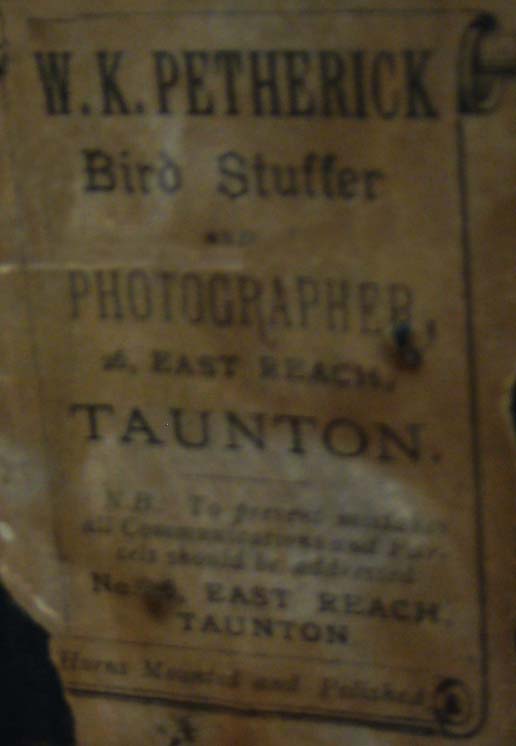 W.K. PETHERICK
Bird Stuffer
AND
PHOTOGRAPHER,
EAST REACH,
TAUNTON.
N.B. To prevent mistakes
all Communications and Par-
cels should be addressed
No. EAST REACH,
TAUNTON
Horns Mounted and Polished